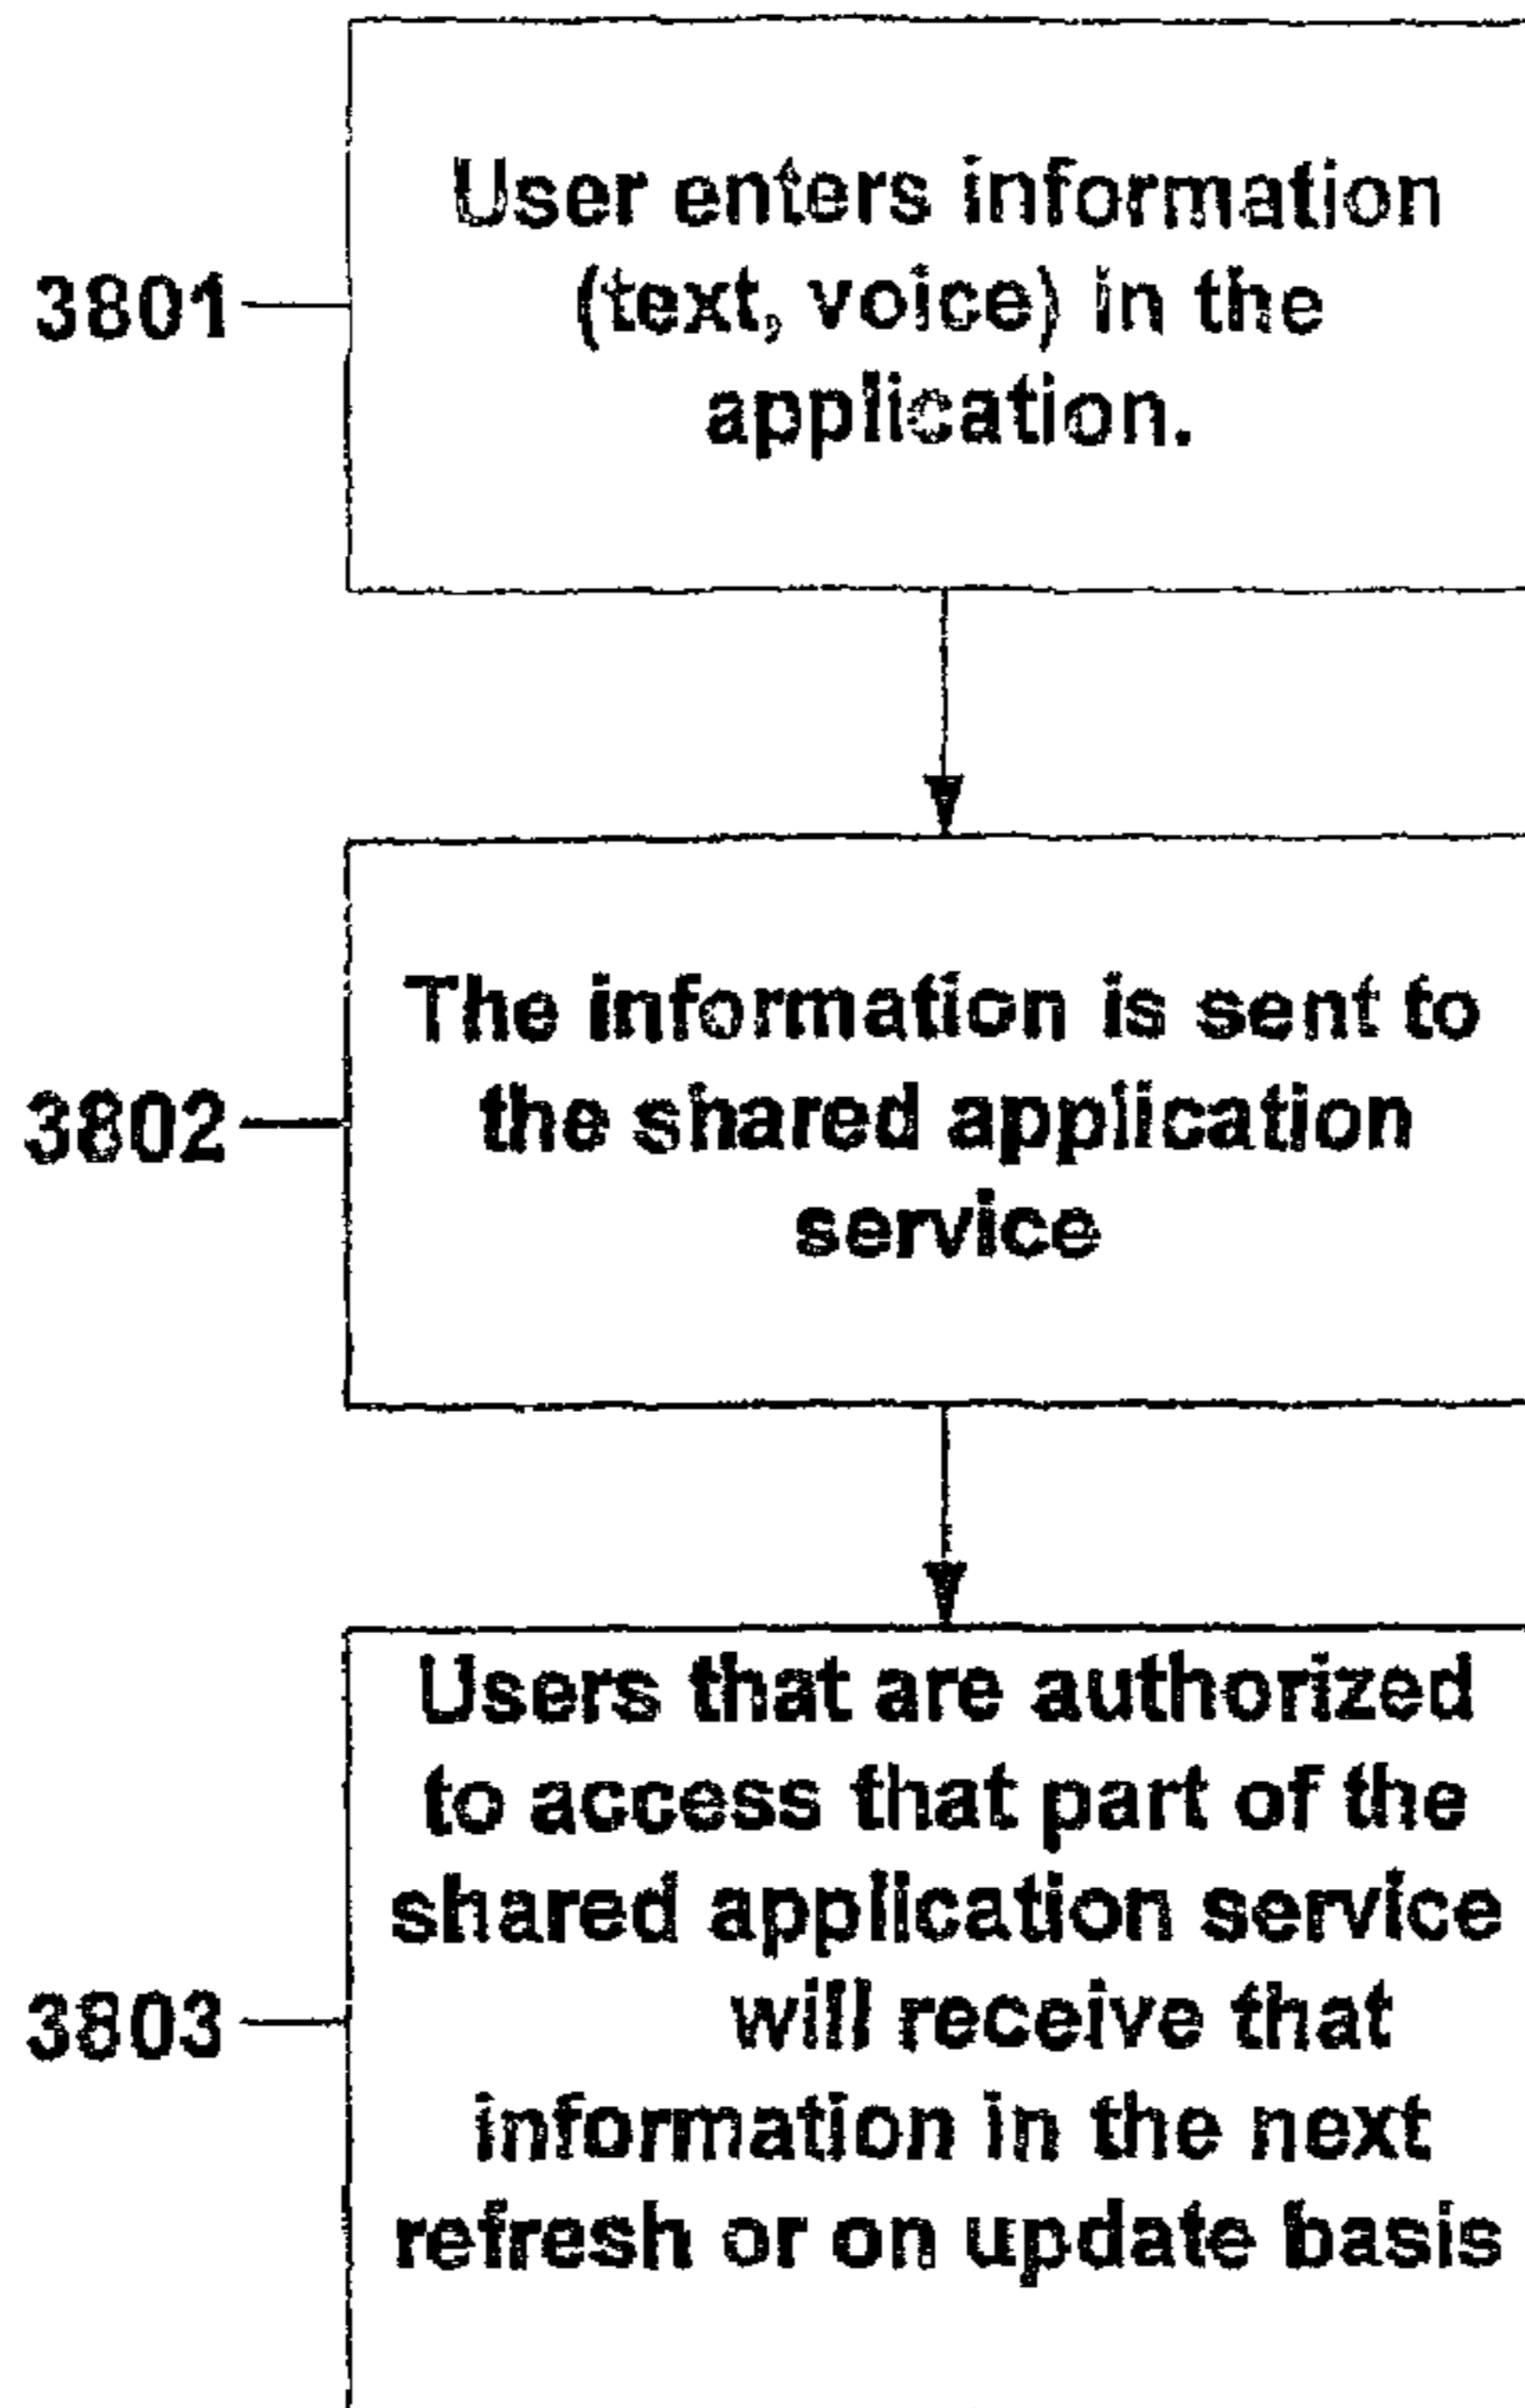 User enters information
3801
(text, voice) in the
application.
The information is sent to
3802
the shared application
service
Users that are authorized
to access that part of the
shared application service
3803
will receive that
information in the next
refresh or on update basis